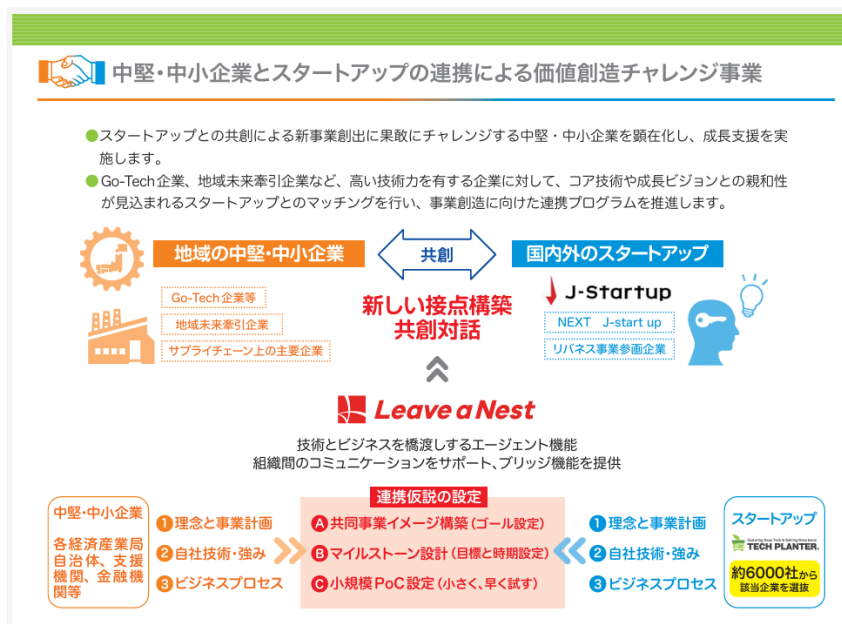 中堅・中小企業とスタートアップの連携による価値創造チャレンジ事業
●スタートアップとの共創による新事業創出に果敢にチャレンジする中堅・中小企業を顕在化し、成長支援を実
施します。
●Go-Tech企業、地域未来牽引企業など、高い技術力を有する企業に対して、コア技術や成長ビジョンとの親和性
が見込まれるスタートアップとのマッチングを行い、事業創造に向けた連携プログラムを推進します。
地域の中堅・中小企業
共創
国内外のスタートアップ
Go-Tech企業等
地域未来牽引企業
サプライチェーン上の主要企業
新しい接点構築
共創対話
J-Startup
NEXT J-start up
リバネス事業参画企業
Leave a Nest
技術とビジネスを橋渡しするエージェント機能
組織間のコミュニケーションをサポート、ブリッジ機能を提供
中堅・中小企業
各経済産業局
自治体、支援
機関、金融機
関等
❶理念と事業計画
❷自社技術・強み
❸ビジネスプロセス
連携仮説の設定
A共同事業イメージ構築（ゴール設定）
Bマイルストーン設計（目標と時期設定）
C小規模PoC設定（小さく、早く試す）
❶理念と事業計画
❷自社技術・強み
❸ビジネスプロセス
スタートアップ
TECH PLANTER.
約6000社から
該当企業を選抜